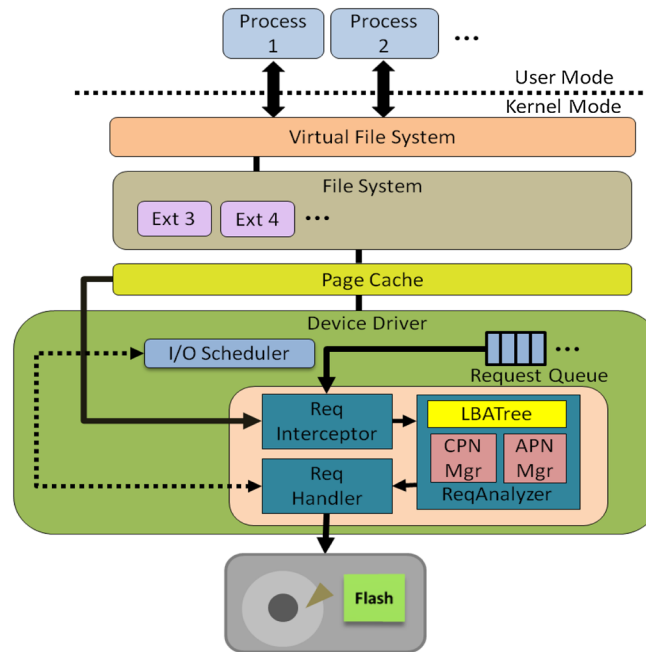 Process
1
Process
2
...
User Mode
Kernel Mode
Virtual File System
File System
Ext 3
Ext 4
...
Page Cache
Device Driver
I/O Scheduler
...
Request Queue
Req
Interceptor
LBATree
CPN
Mgr
APN
Mgr
ReqAnalyzer
Req
Handler
Flash